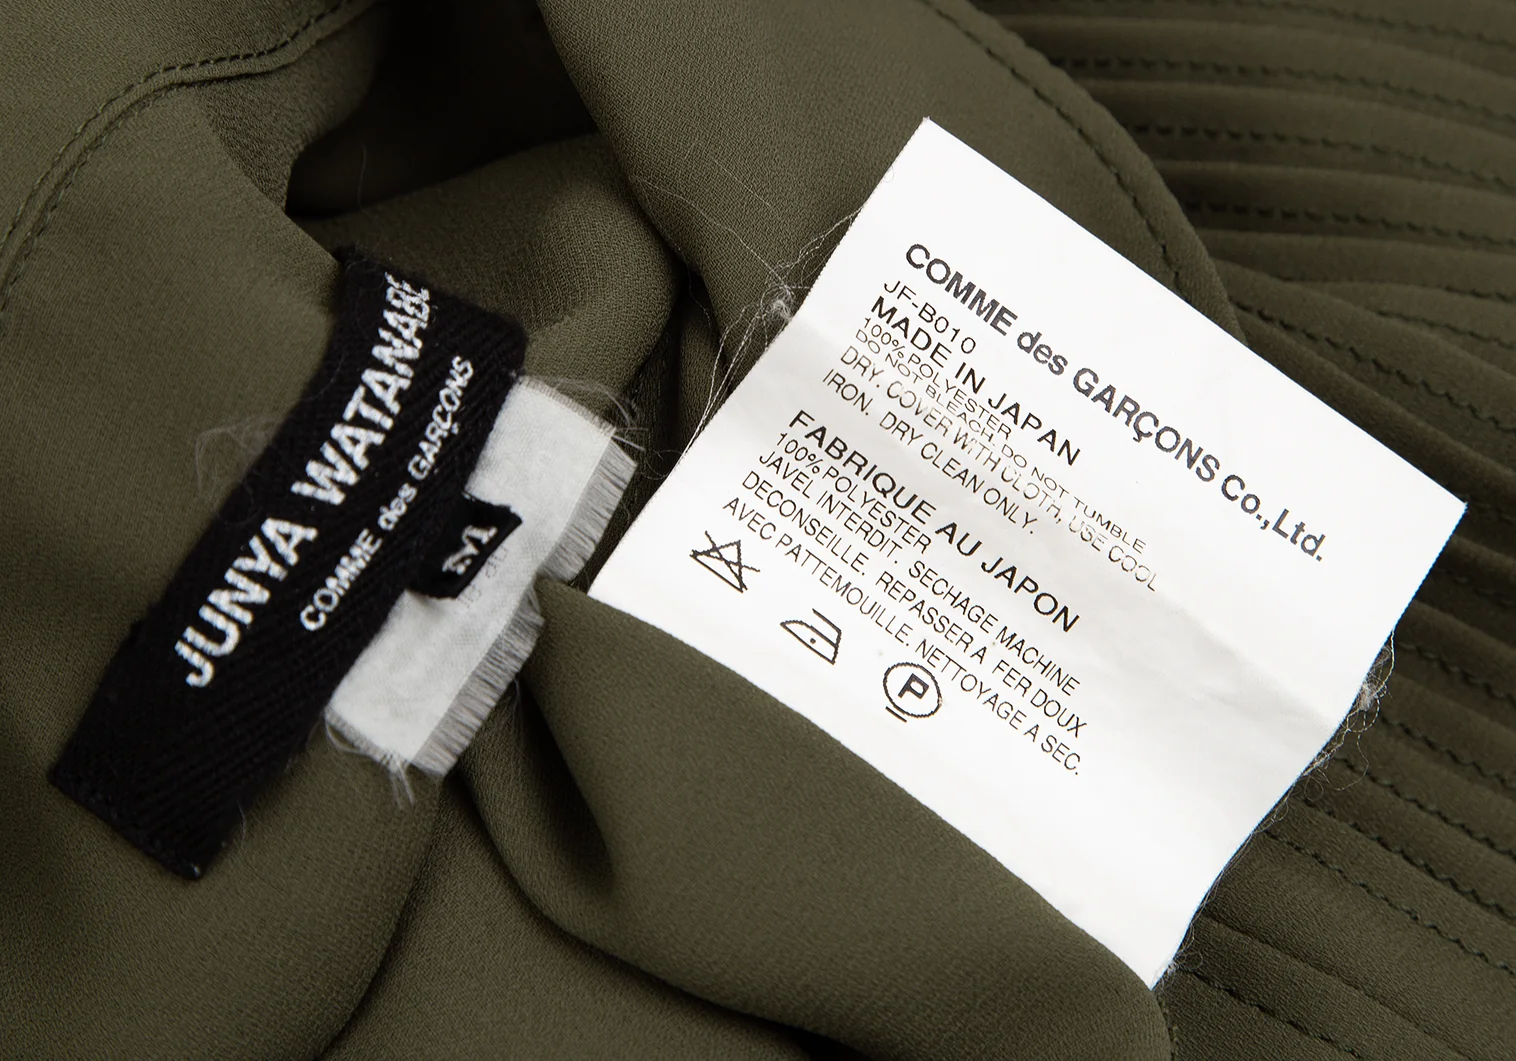 JUNYA WATANABE
COMME des GARÇONS
M
COMME des GARÇONS Co., Ltd.
JF-B010
MADE IN JAPAN
100% POLYESTER
DO NOT BLEACH, DO NOT TUMBLE
DRY. COVER WITH CLOTH, USE COOL
IRON. DRY CLEAN ONLY.
FABRIQUE AU JAPON
100% POLYESTER
JAVEL INTERDIT. SECHAGE MACHINE
DECONSEILLE. REPASSER A FER DOUX
AVEC PATTEMOUILLE. NETTOYAGE A SEC.
P